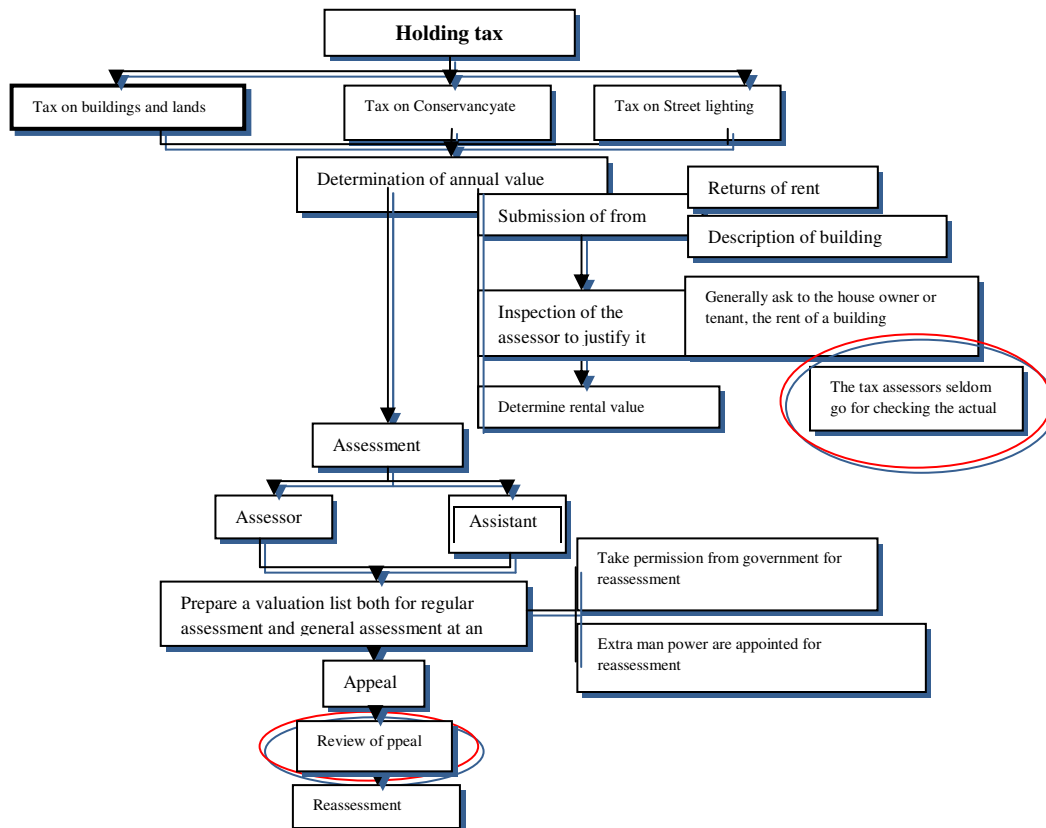 Holding tax
Tax on buildings and lands
Tax on Conservancyate
Tax on Street lighting
Determination of annual value
Returns of rent
Submission of from
Description of building
Inspection of the
assessor to justify it
Generally ask to the house owner or
tenant, the rent of a building
The tax assessors seldom
go for checking the actual
Determine rental value
Assessment
Assessor
Assistant
Take permission from government for
reassessment
Prepare a valuation list both for regular
assessment and general assessment at an
Extra man power are appointed for
reassessment
Appeal
Review of ppeal
Reassessment